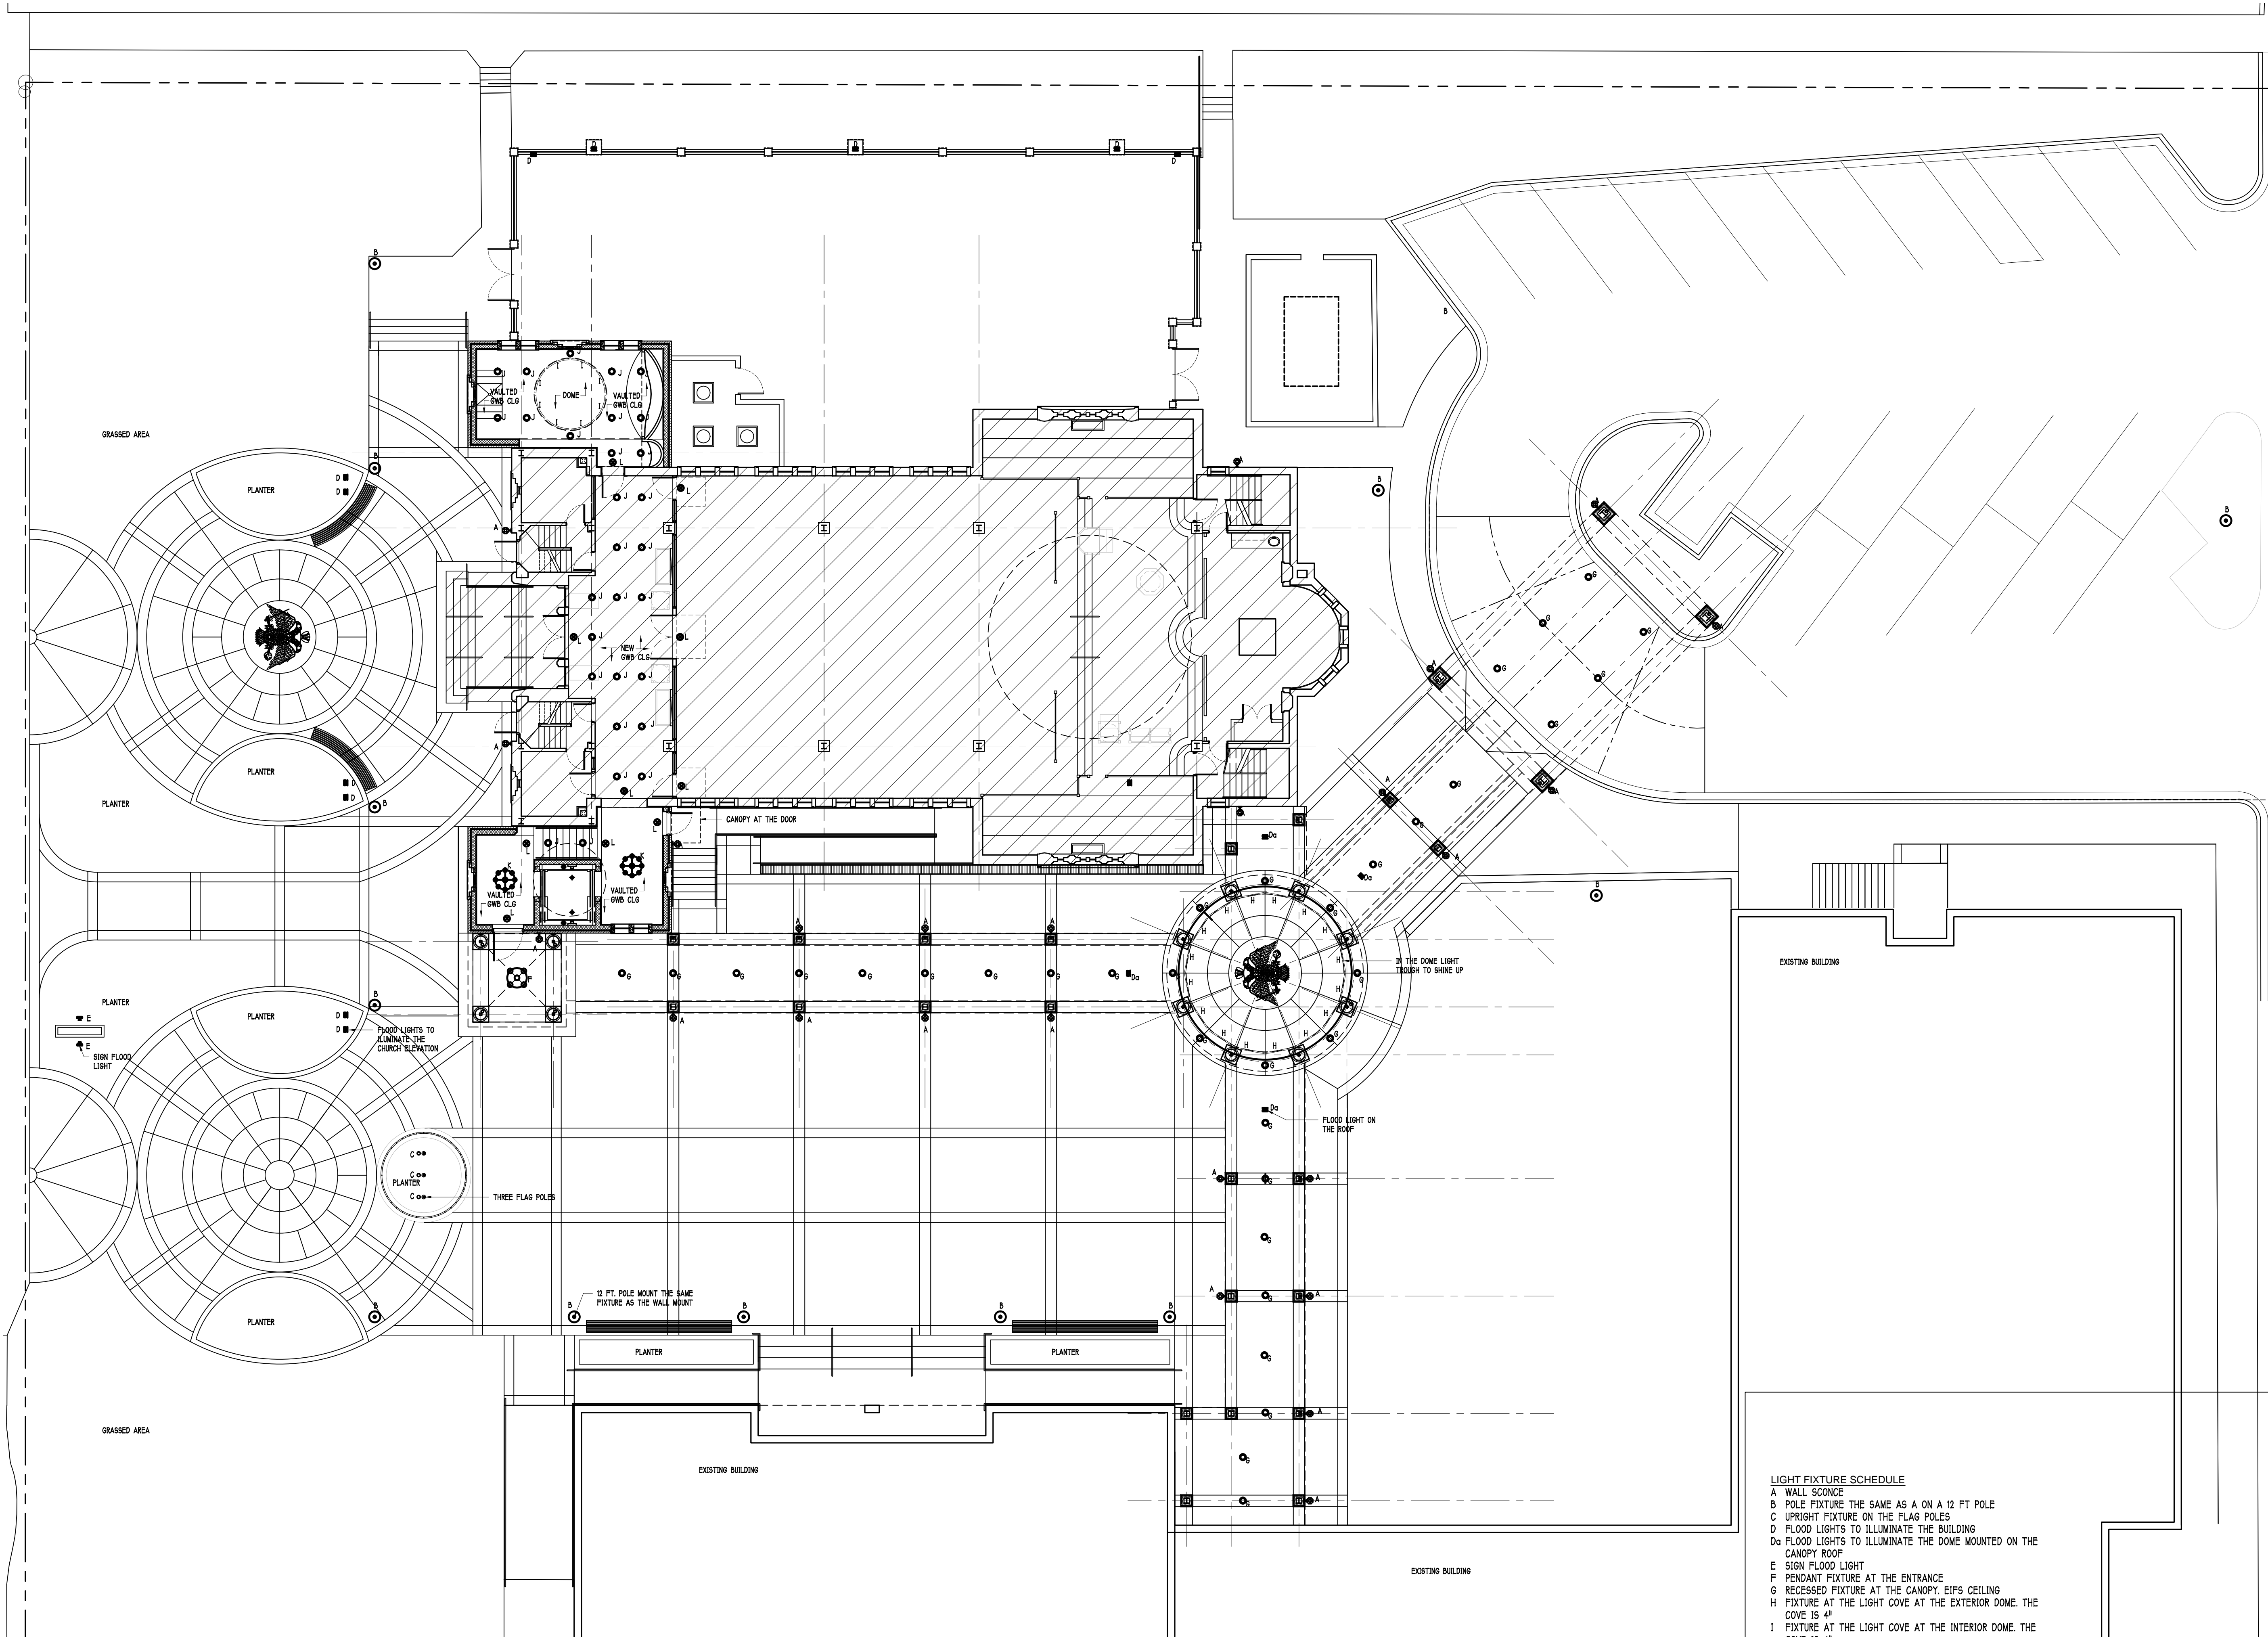 D D D D D
B
B
J
J J J J
VAULTED
GWB CLG
DOME
VAULTED
GWB CLG
I I I I I I I I
J J J J
J
J J
L
GRASSED AREA
B
A
B
B
PLANTER
D
D
L
J J
A
A
J J
A
G
J J J
G
A
G
J
L
L
NEW
GWB CLG
A
G
G
J J J
J J
G
A
PLANTER
D
D
J J
L
L
G
A
A
PLANTER
B
A
G
A
CANOPY AT THE DOOR
L
Da
L
J
J
L
A
K
K
G
Da
VAULTED
GWB CLG
VAULTED
GWB CLG
B
L
A
A A A
G G G
H H H H
H H H H
H H H H
H H H H
IN THE DOME LIGHT
TROUGH TO SHINE UP
EXISTING BUILDING
F
G G G G G G G G G
Da
G G
PLANTER
B
E
PLANTER
D
D
FLOOD LIGHTS TO
ILUMINATE THE
CHURCH ELEVATION
A A A A
E
SIGN FLOOD
LIGHT
G G G
Da
FLOOD LIGHT ON
THE ROOF
G
C
C
PLANTER
C
THREE FLAG POLES
A G A
G
A G A
B
B
12 FT. POLE MOUNT THE SAME
FIXTURE AS THE WALL MOUNT
B
B
B
PLANTER
PLANTER
PLANTER
G
G A
GRASSED AREA
EXISTING BUILDING
G
G A
EXISTING BUILDING
LIGHT FIXTURE SCHEDULE
A WALL SCONCE
B POLE FIXTURE THE SAME AS A ON A 12 FT POLE
C UPRIGHT FIXTURE ON THE FLAG POLES
D FLOOD LIGHTS TO ILLUMINATE THE BUILDING
Da FLOOD LIGHTS TO ILLUMINATE THE DOME MOUNTED ON THE
CANOPY ROOF
E SIGN FLOOD LIGHT
F PENDANT FIXTURE AT THE ENTRANCE
G RECESSED FIXTURE AT THE CANOPY. EIFS CEILING
H FIXTURE AT THE LIGHT COVE AT THE EXTERIOR DOME. THE
COVE IS 4"
I FIXTURE AT THE LIGHT COVE AT THE INTERIOR DOME. THE